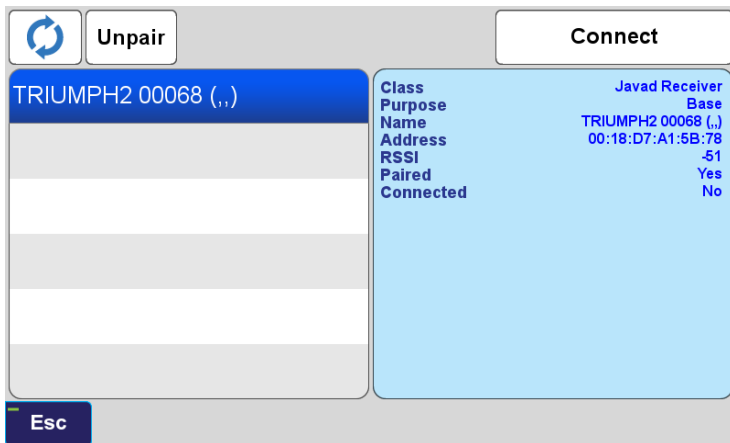 Unpair
Connect
TRIUMPH2 00068 (,,)
Class Javad Receiver
Purpose Base
Name TRIUMPH2 00068 (,,)
Address 00:18:D7:A1:5B:78
RSSI -51
Paired Yes
Connected No
Esc